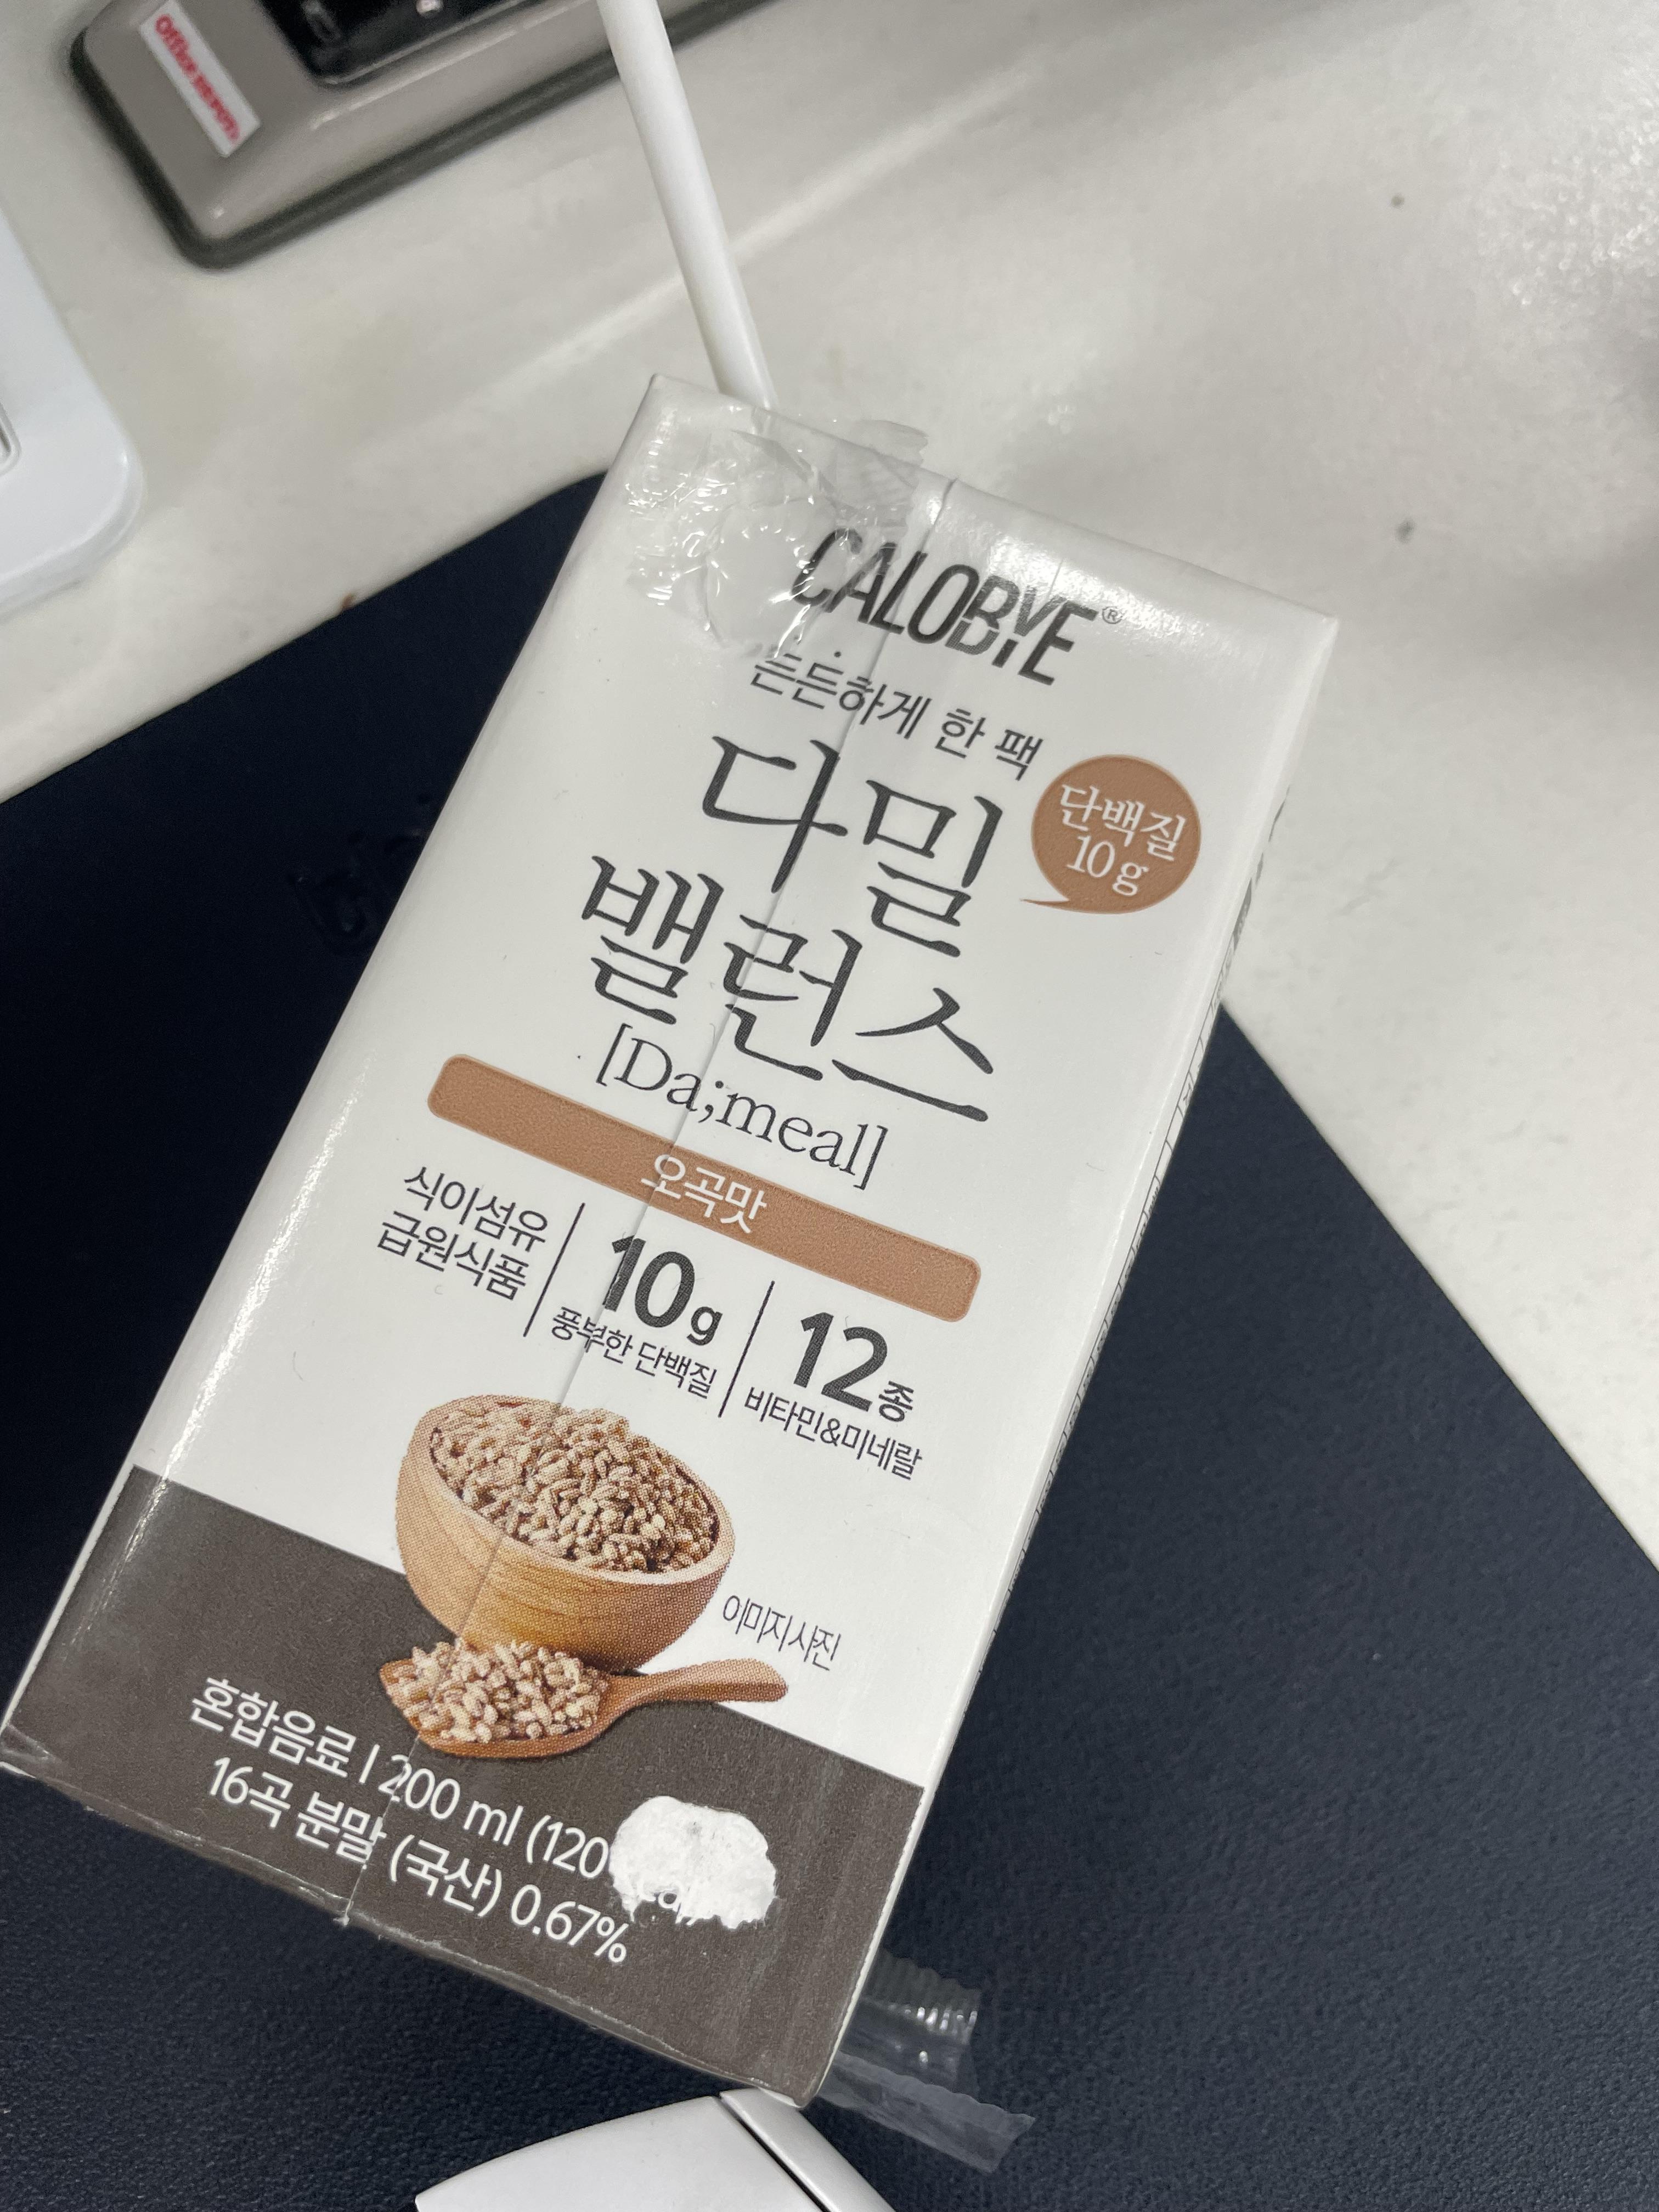 Office DEPOT
CALOBYE®
든든하게 한 팩
다밀
밸런스
단백질
10g
[Da;meal]
오곡맛
식이섬유
급원식품
10g
풍부한 단백질
12종
비타민&미네랄
이미지 사진
혼합음료 | 200 ml (120
16곡 분말 (국산) 0.67%